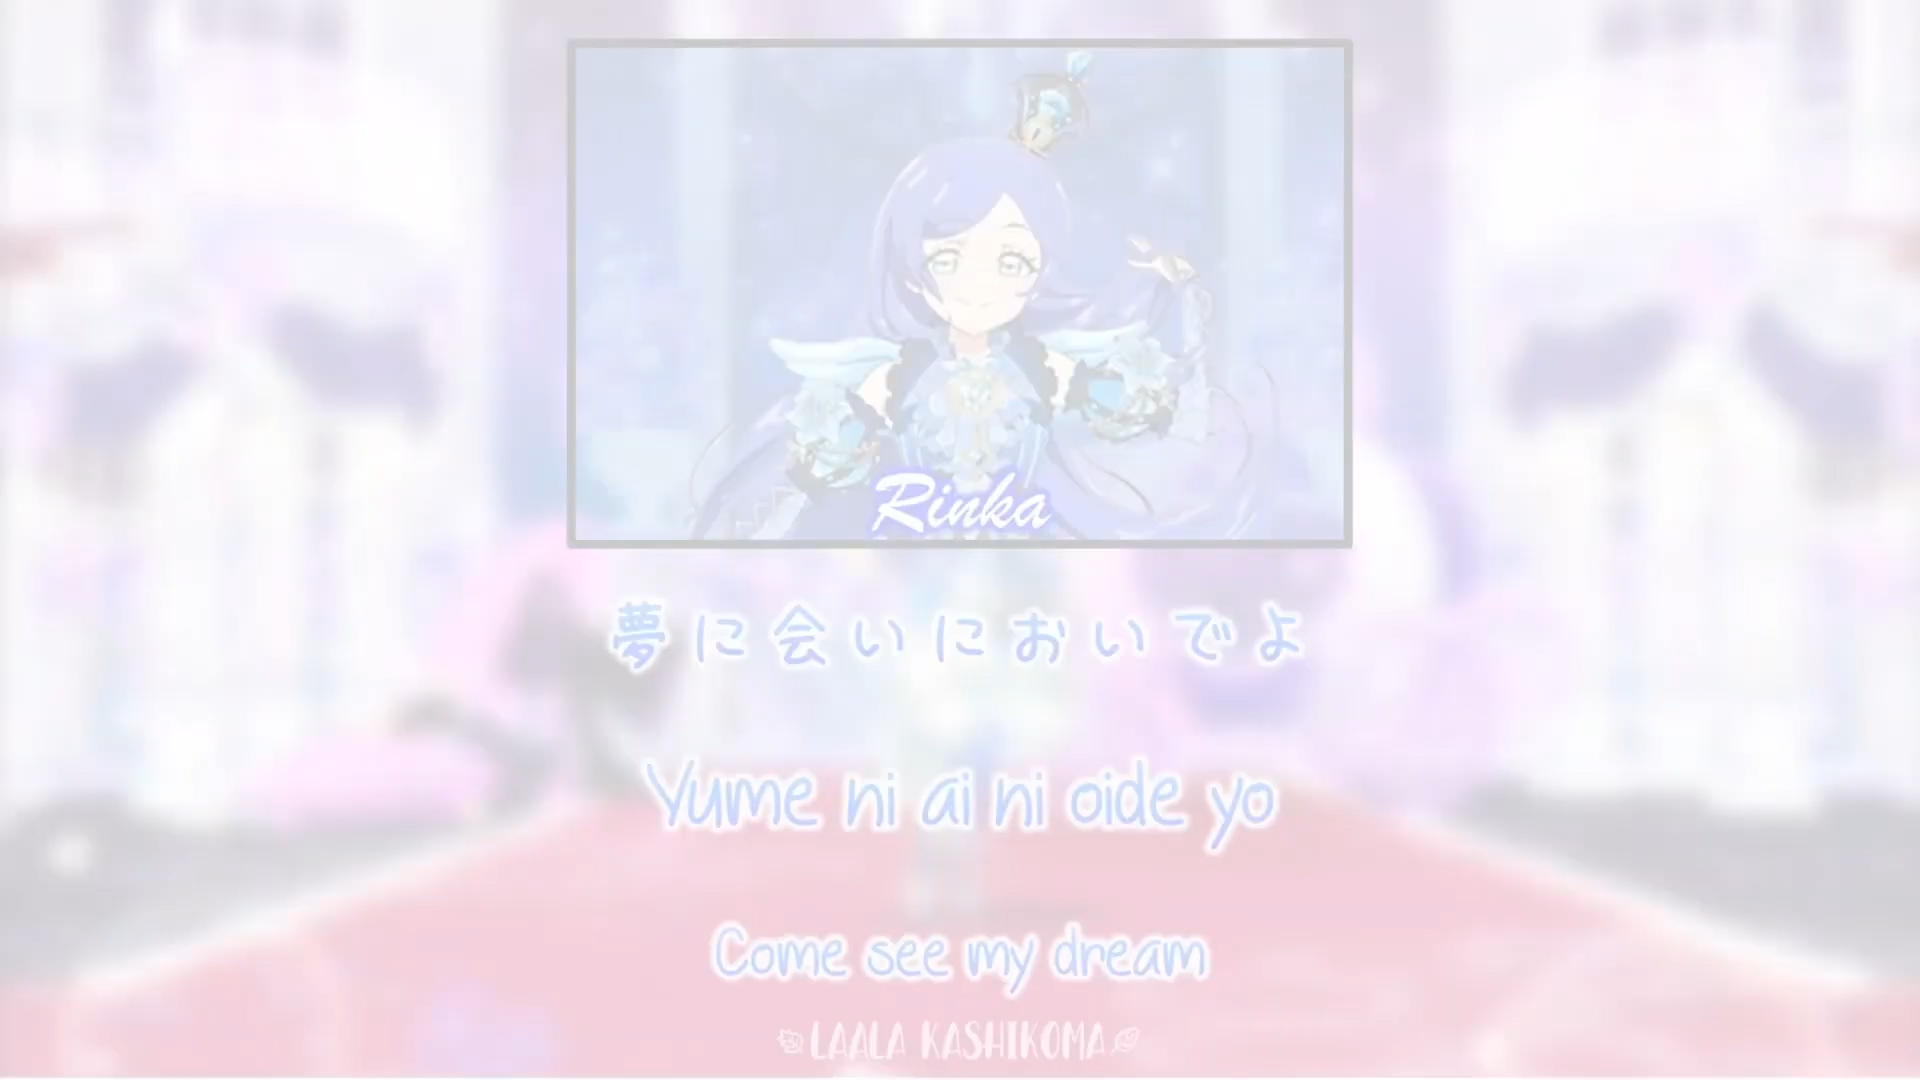 Rinka
夢に会いにおいでよ
Yume ni ai ni oide yo
Come see my dream
LAALA KASHIKOMA